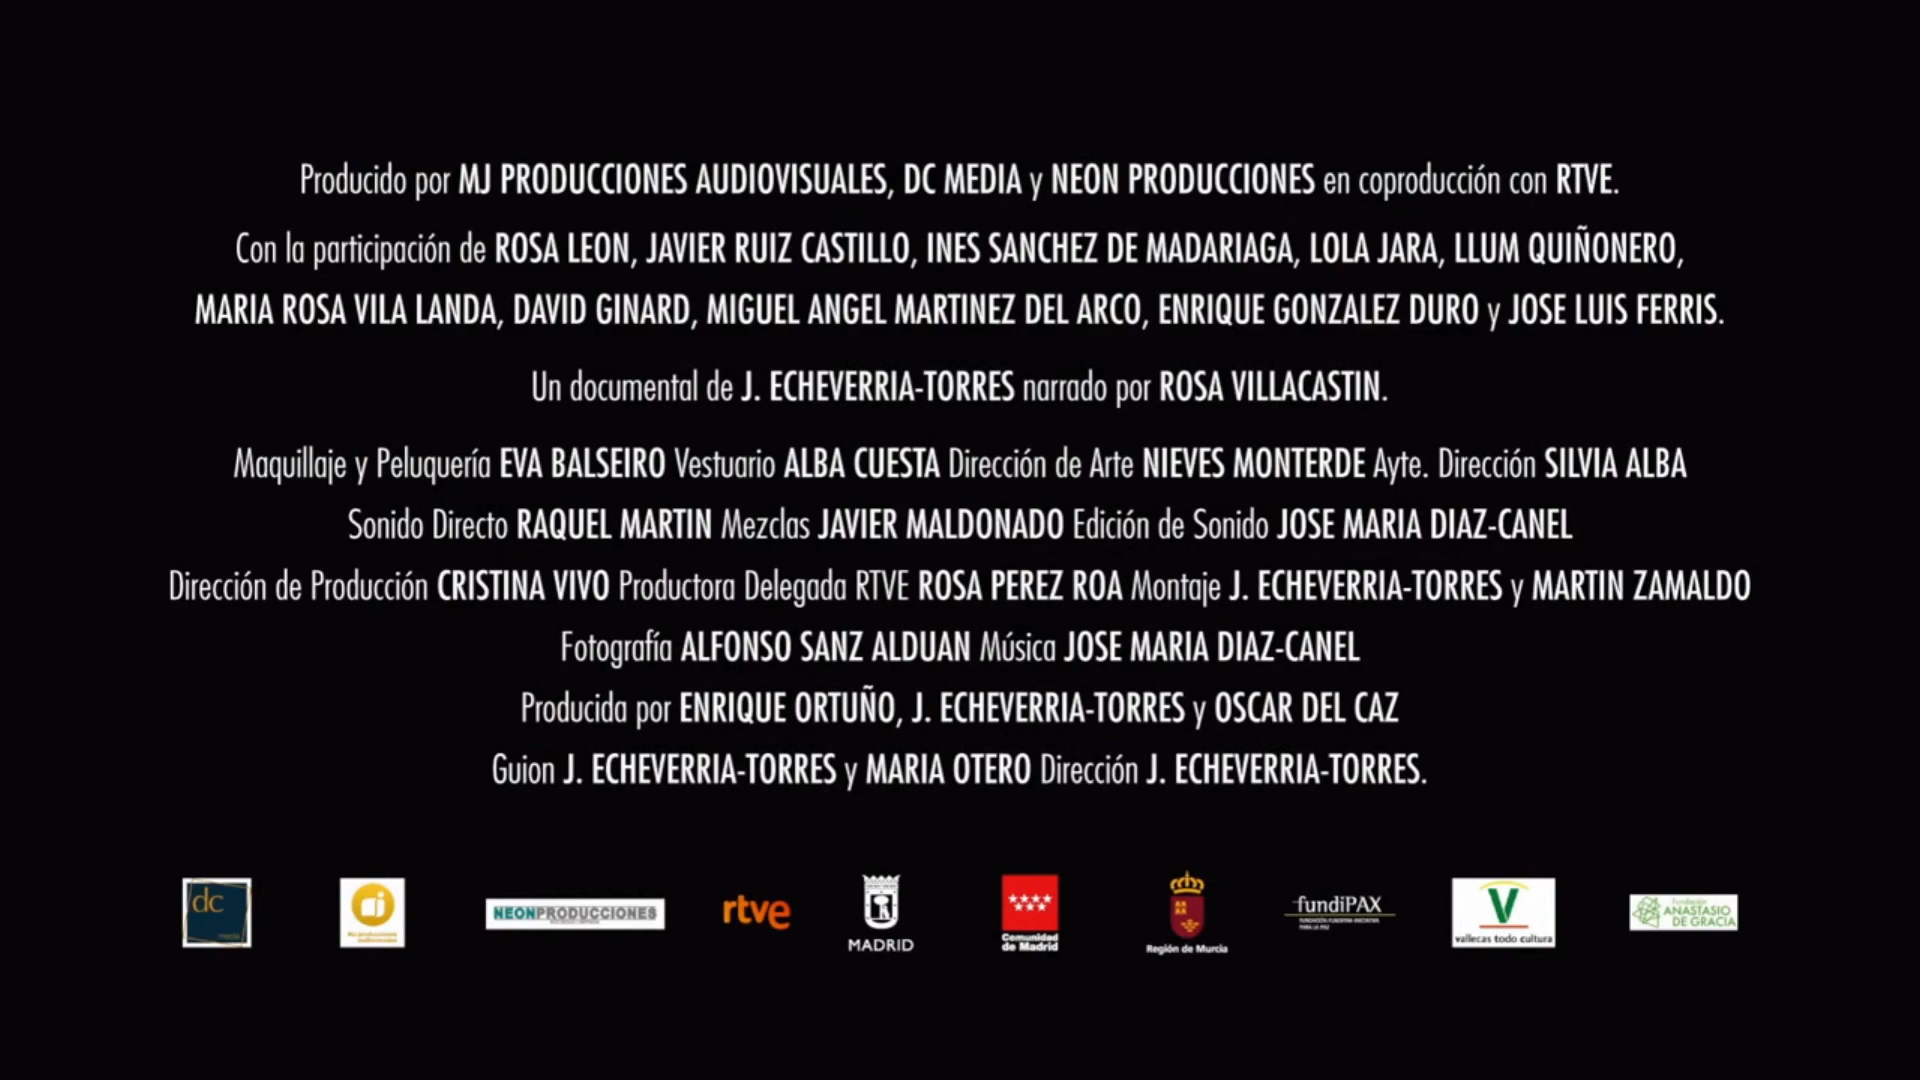 Producido por MJ PRODUCCIONES AUDIOVISUALES, DC MEDIA y NEON PRODUCCIONES en coproducción con RTVE.
Con la participación de ROSA LEON, JAVIER RUIZ CASTILLO, INES SANCHEZ DE MADARIAGA, LOLA JARA, LLUM QUIÑONERO,
MARIA ROSA VILA LANDA, DAVID GINARD, MIGUEL ANGEL MARTINEZ DEL ARCO, ENRIQUE GONZALEZ DURO y JOSE LUIS FERRIS.
Un documental de J. ECHEVERRIA-TORRES narrado por ROSA VILLACASTIN.
Maquillaje y Peluquería EVA BALSEIRO Vestuario ALBA CUESTA Dirección de Arte NIEVES MONTERDE Ayte. Dirección SILVIA ALBA
Sonido Directo RAQUEL MARTIN Mezclas JAVIER MALDONADO Edición de Sonido JOSE MARIA DIAZ-CANEL
Dirección de Producción CRISTINA VIVO Productora Delegada RTVE ROSA PEREZ ROA Montaje J. ECHEVERRIA-TORRES y MARTIN ZAMALDO
Fotografía ALFONSO SANZ ALDUAN Música JOSE MARIA DIAZ-CANEL
Producida por ENRIQUE ORTUÑO, J. ECHEVERRIA-TORRES y OSCAR DEL CAZ
Guion J. ECHEVERRIA-TORRES y MARIA OTERO Dirección J. ECHEVERRIA-TORRES.
dc
media
NEONPRODUCCIONES
rtve
MADRID
Comunidad
de Madrid
Región de Murcia
fundiPAX
V
vallecas todo cultura
Fundación
ANASTASIO
DE GRACIA